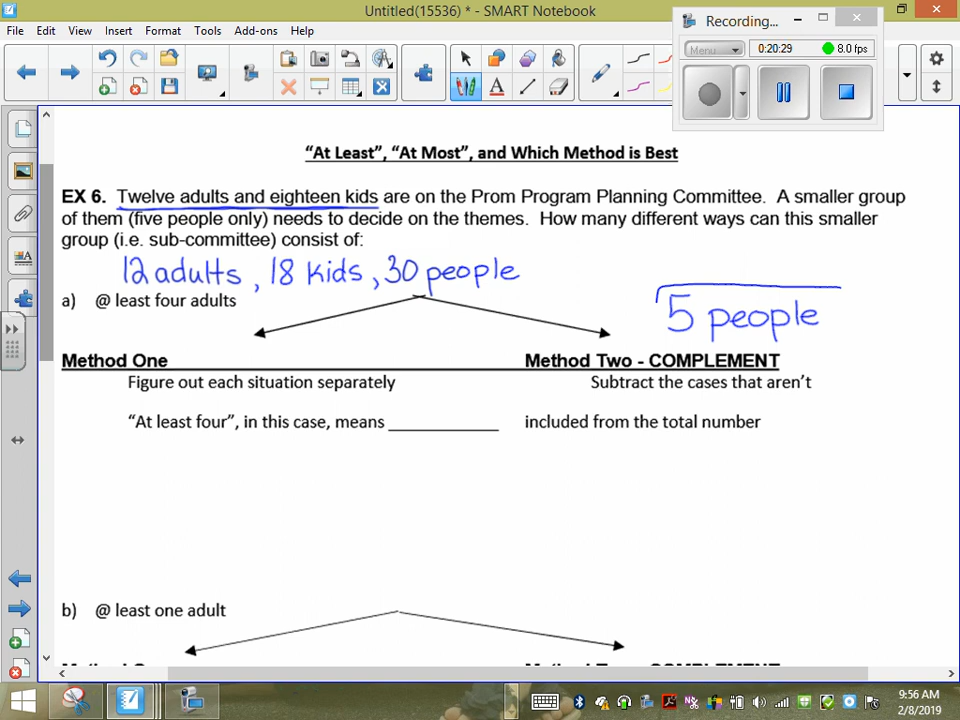 Untitled(15536) * - SMART Notebook
Recording...
File Edit View Insert Format Tools Add-ons Help
Menu
0:20:29
8.0 fps
“At Least”, “At Most”, and Which Method is Best
EX 6. Twelve adults and eighteen kids are on the Prom Program Planning Committee. A smaller group
of them (five people only) needs to decide on the themes. How many different ways can this smaller
group (i.e. sub-committee) consist of:
12 adults, 18 kids, 30 people
a) @ least four adults
5 people
Method One Method Two - COMPLEMENT
Figure out each situation separately Subtract the cases that aren’t
“At least four”, in this case, means ____________ included from the total number
b) @ least one adult
9:56 AM
2/8/2019